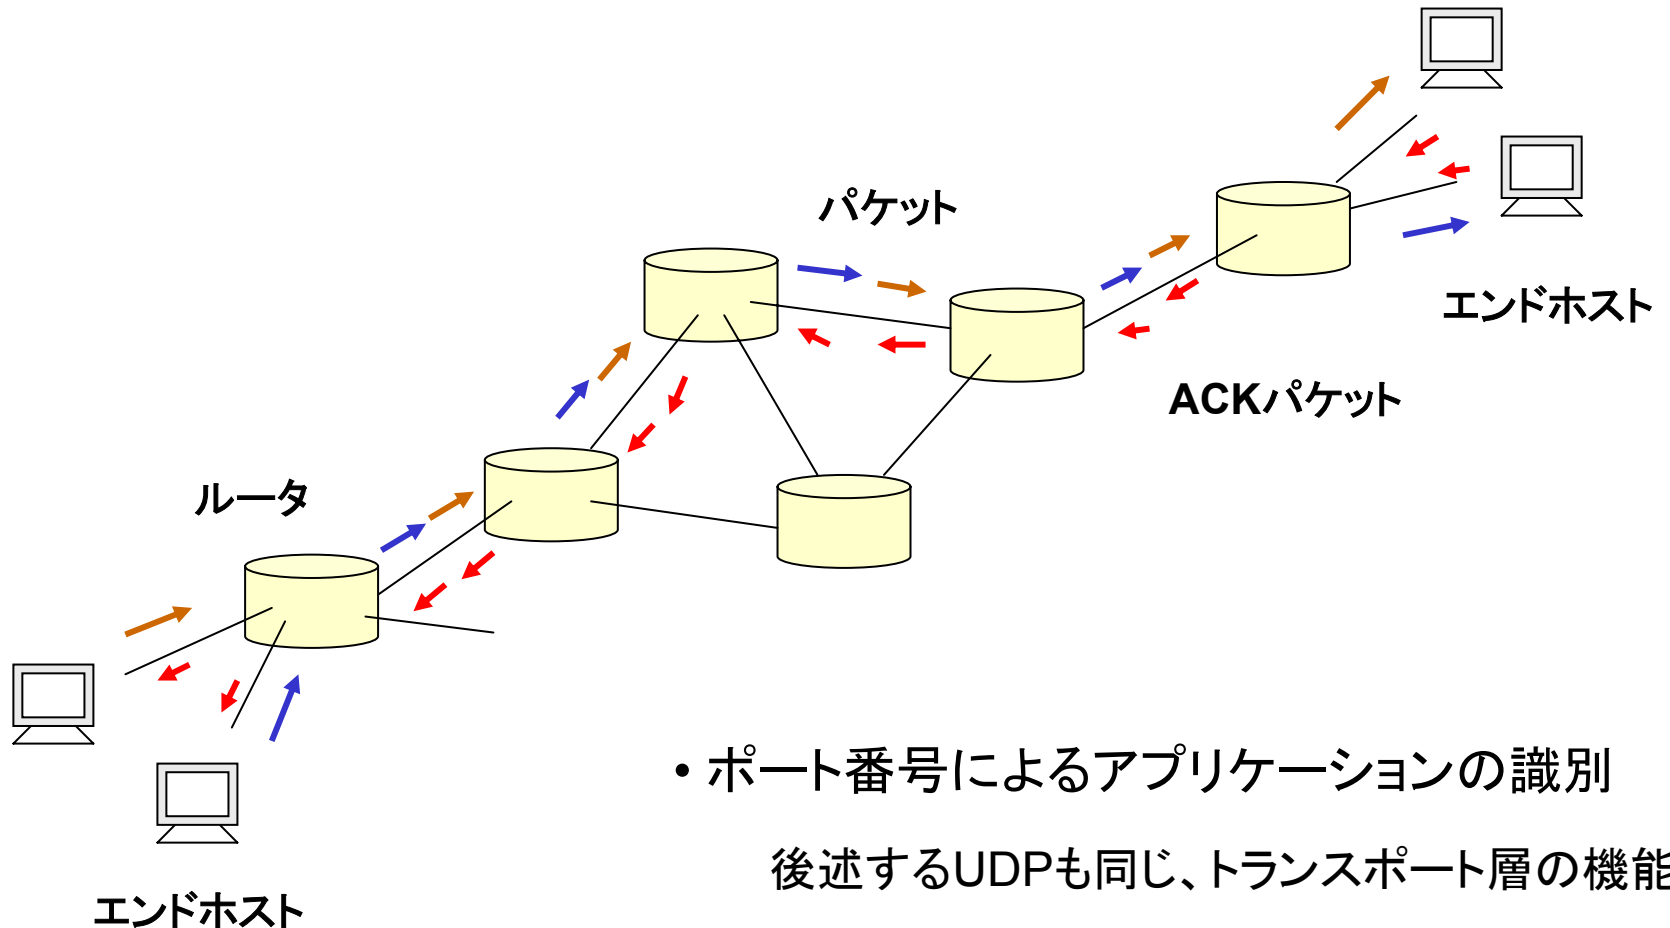 パケット
エンドホスト
ACKパケット
ルータ
• ポート番号によるアプリケーションの識別
後述するUDPも同じ、トランスポート層の機能
エンドホスト